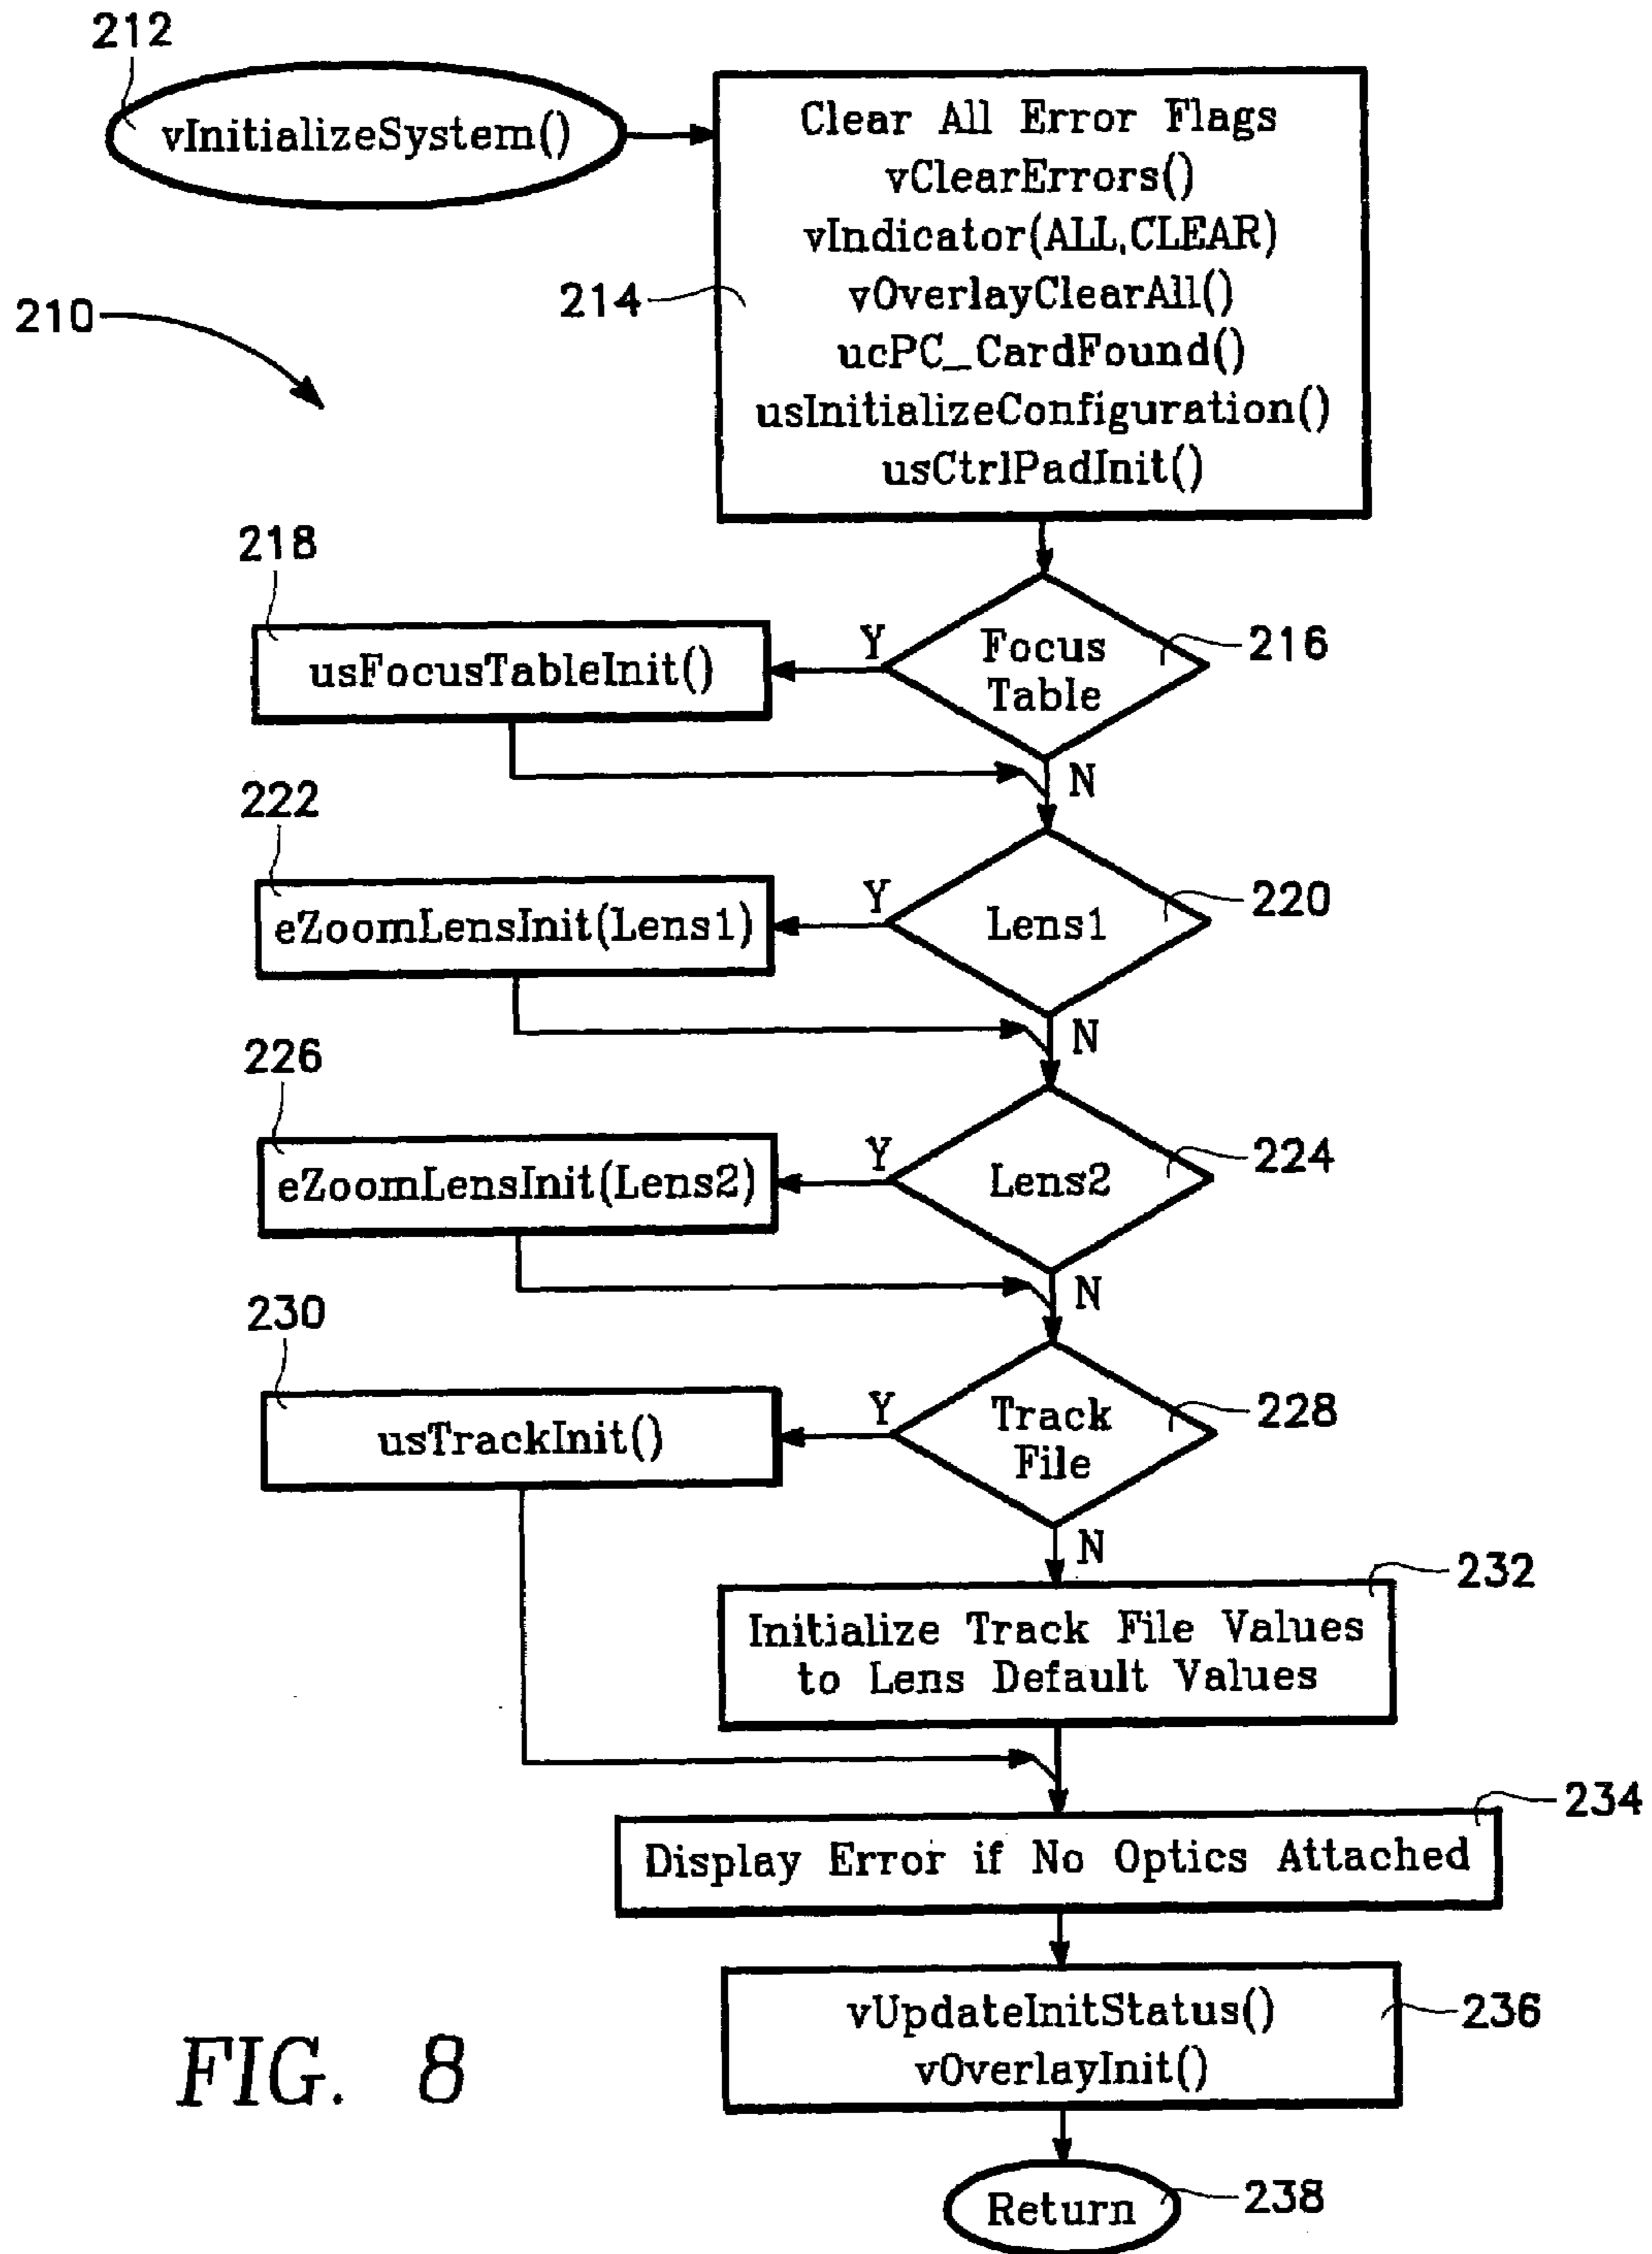 212
vInitializeSystem()
Clear All Error Flags
vClearErrors()
vIndicator(ALL,CLEAR)
vOverlayClearAll()
ucPC_CardFound()
usInitializeConfiguration()
usCtrlPadInit()
214
210
218
usFocusTableInit()
Y
Focus
Table
216
N
222
eZoomLensInit(Lens1)
Y
Lens1
220
N
226
eZoomLensInit(Lens2)
Y
Lens2
224
N
230
usTrackInit()
Y
Track
File
228
N
232
Initialize Track File Values
to Lens Default Values
234
Display Error if No Optics Attached
vUpdateInitStatus()
vOverlayInit()
236
Return
238
FIG. 8